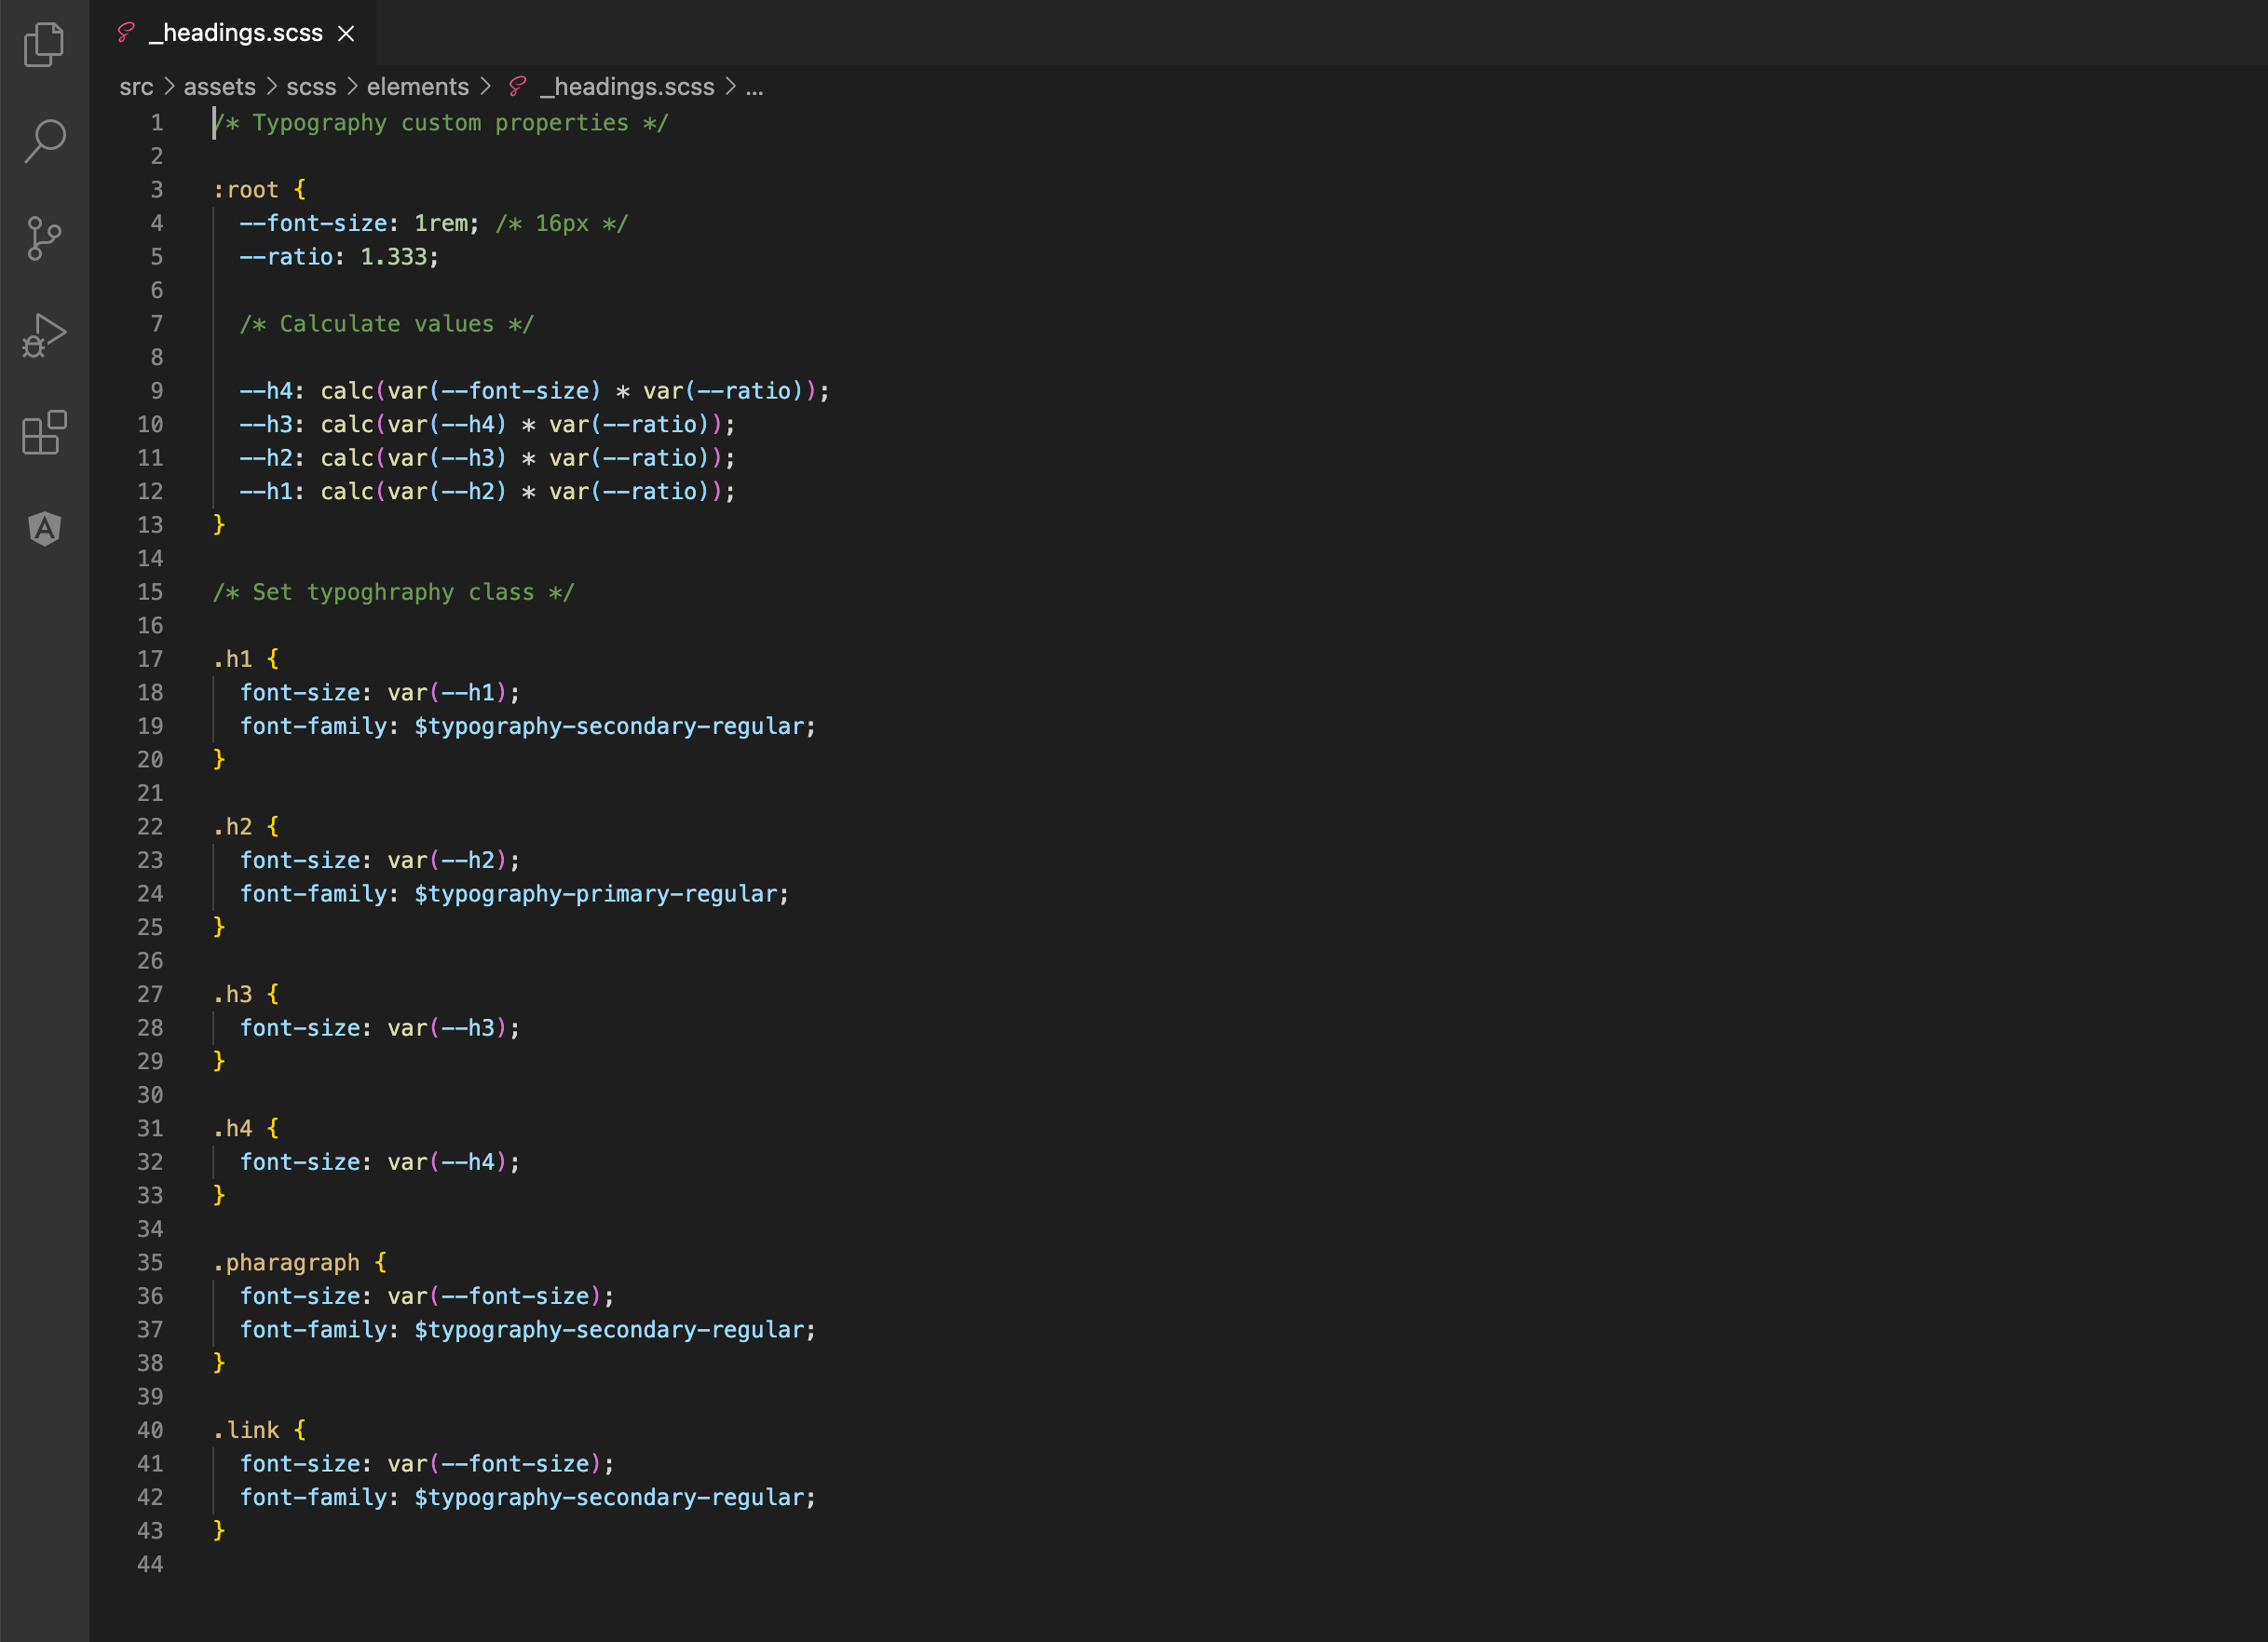 _headings.scss ×
src > assets > scss > elements > _headings.scss > ...
1 /* Typography custom properties */
2
3 :root {
4 --font-size: 1rem; /* 16px */
5 --ratio: 1.333;
6
7 /* Calculate values */
8
9 --h4: calc(var(--font-size) * var(--ratio));
10 --h3: calc(var(--h4) * var(--ratio));
11 --h2: calc(var(--h3) * var(--ratio));
12 --h1: calc(var(--h2) * var(--ratio));
13 }
14
15 /* Set typoghraphy class */
16
17 .h1 {
18 font-size: var(--h1);
19 font-family: $typography-secondary-regular;
20 }
21
22 .h2 {
23 font-size: var(--h2);
24 font-family: $typography-primary-regular;
25 }
26
27 .h3 {
28 font-size: var(--h3);
29 }
30
31 .h4 {
32 font-size: var(--h4);
33 }
34
35 .pharagraph {
36 font-size: var(--font-size);
37 font-family: $typography-secondary-regular;
38 }
39
40 .link {
41 font-size: var(--font-size);
42 font-family: $typography-secondary-regular;
43 }
44